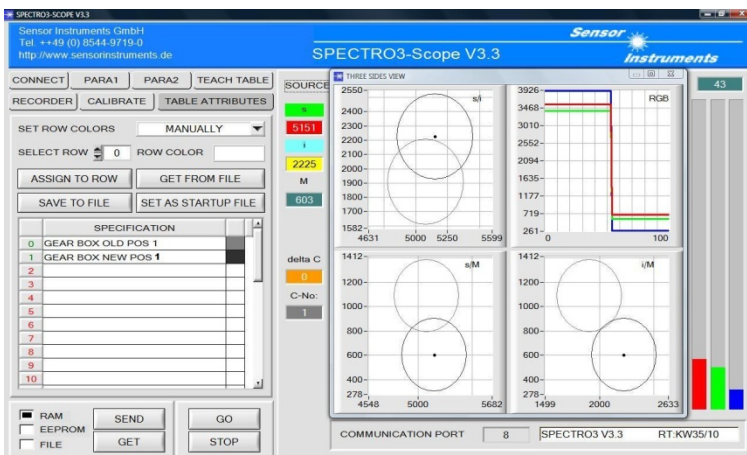 SPECTRO3-SCOPE V3.3
Sensor Instruments GmbH
Tel. ++49 (0) 8544-9719-0
http://www.sensorinstruments.de
SPECTRO3-Scope V3.3
Sensor
Instruments
CONNECT PARA1 PARA2 TEACH TABLE
RECORDER CALIBRATE TABLE ATTRIBUTES
SET ROW COLORS MANUALLY
SELECT ROW 0 ROW COLOR
ASSIGN TO ROW GET FROM FILE
SAVE TO FILE SET AS STARTUP FILE
SPECIFICATION
0 GEAR BOX OLD POS 1
1 GEAR BOX NEW POS 1
2
3
4
5
6
7
8
9
10
RAM
EEPROM
FILE
SEND GO
GET STOP
SOURCE
s
5151
i
2225
M
603
delta C
0
C-No:
1
THREE SIDES VIEW
s/i
2550-
2400-
2300-
2200-
2100-
2000-
1900-
1800-
1700-
1582-
4631 5000 5250 5599
RGB
3926-
3468-
3010-
2552-
2094-
1635-
1177-
719-
261-
0 100
s/M
1412-
1200-
1000-
800-
600-
400-
278-
4548 5000 5682
i/M
1412-
1200-
1000-
800-
600-
400-
278-
1499 2000 2633
43
COMMUNICATION PORT 8 SPECTRO3 V3.3 RT:KW35/10